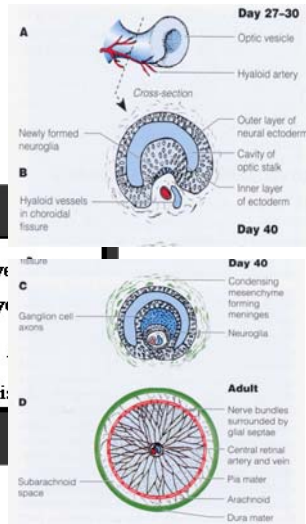 Day 27–30
A
Optic vesicle
Hyaloid artery
Cross-section
Outer layer of
neural ectoderm
Newly formed
neuroglia
Cavity of
optic stalk
B
Inner layer
of ectoderm
Hyaloid vessels
in choroidal
fissure
Day 40
fissure
Day 40
C
Condensing
mesenchyme
forming
meninges
Ganglion cell
axons
Neuroglia
Adult
D
Nerve bundles
surrounded by
glial septae
Central retinal
artery and vein
Pia mater
Subarachnoid
space
Arachnoid
Dura mater